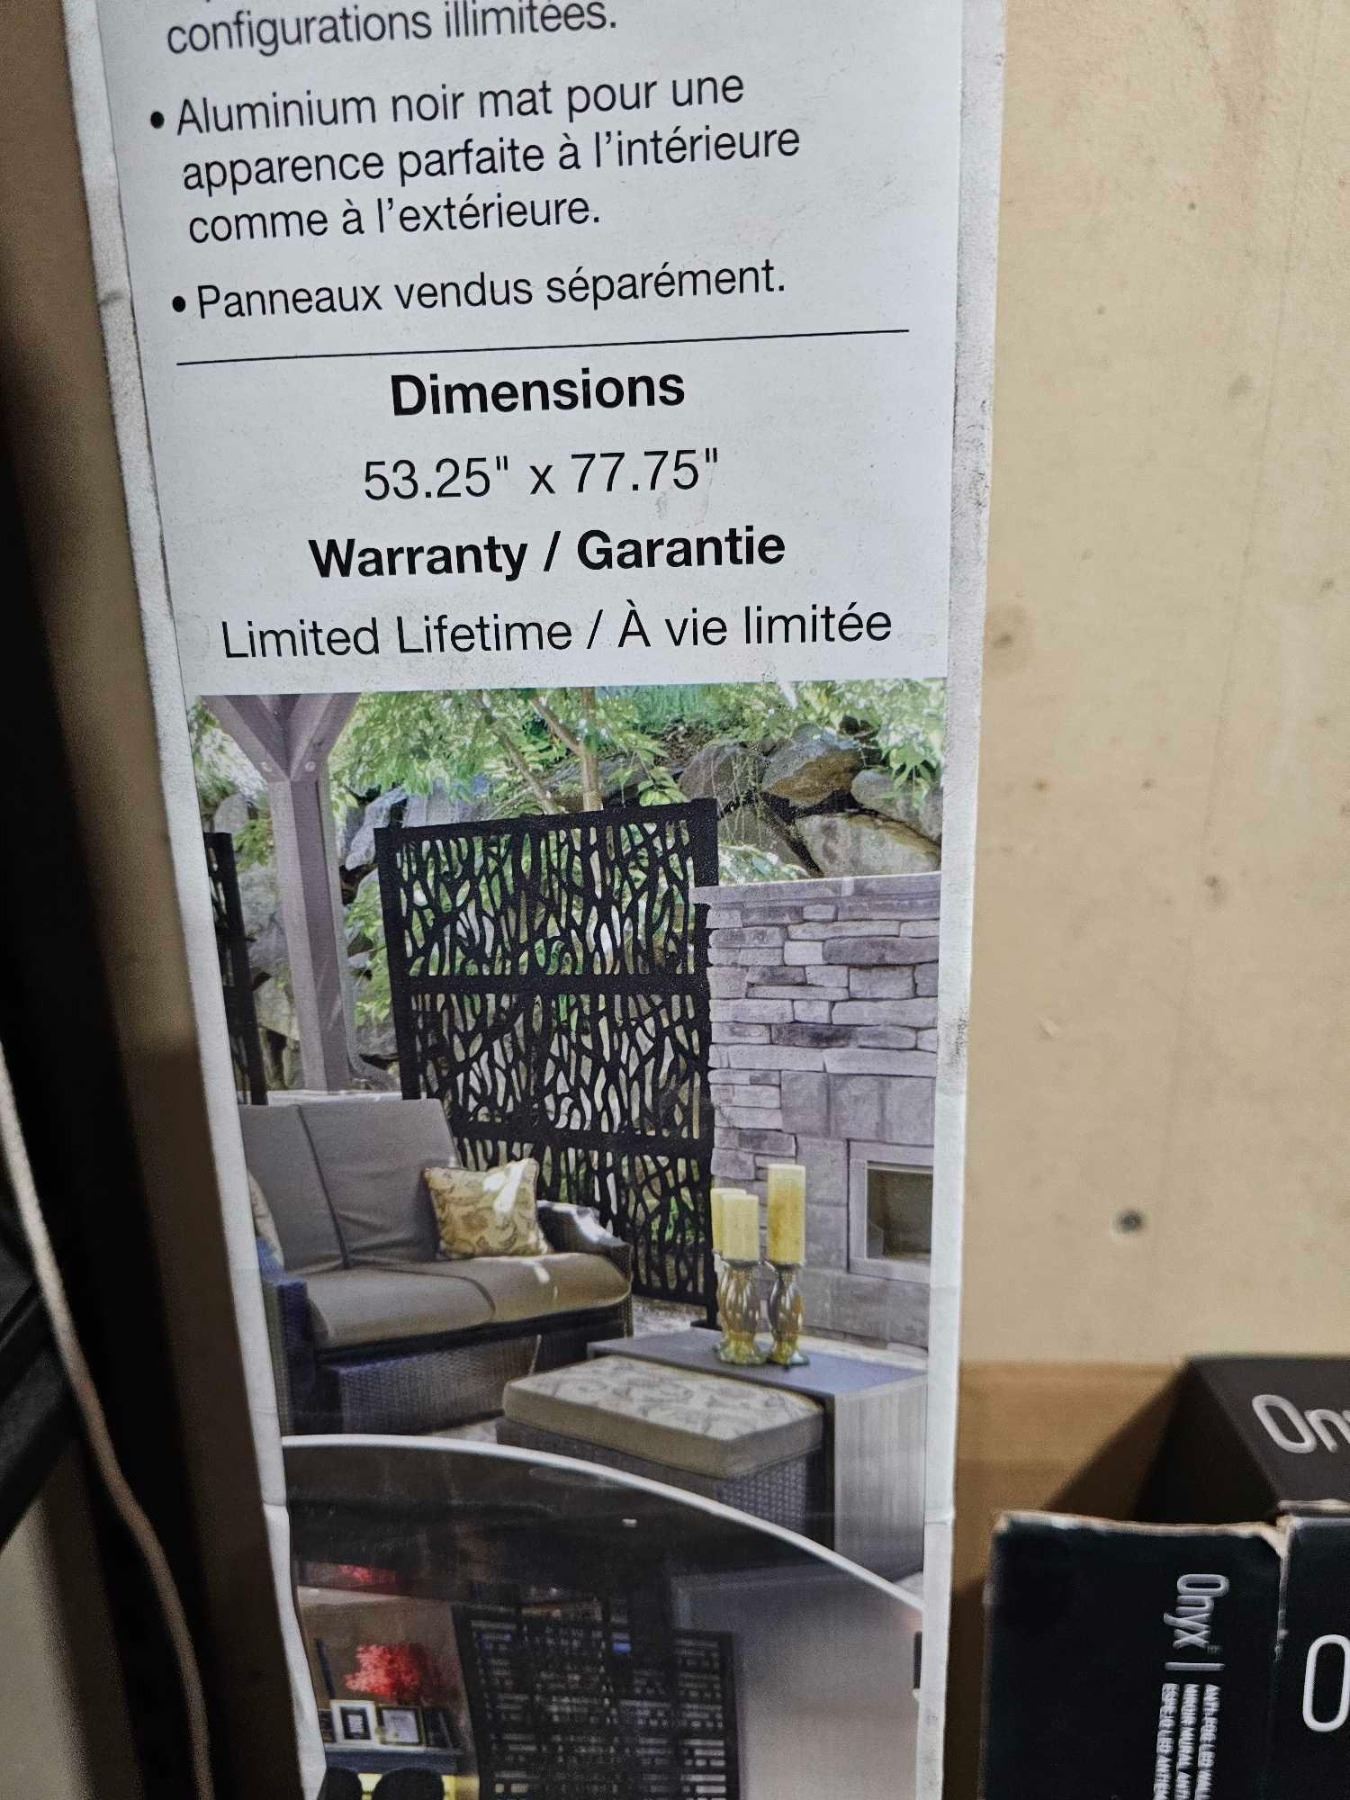 configurations illimitées.
• Aluminium noir mat pour une
apparence parfaite à l'intérieure
comme à l'extérieure.
• Panneaux vendus séparément.
Dimensions
53.25" x 77.75"
Warranty / Garantie
Limited Lifetime / À vie limitée
Onyx |